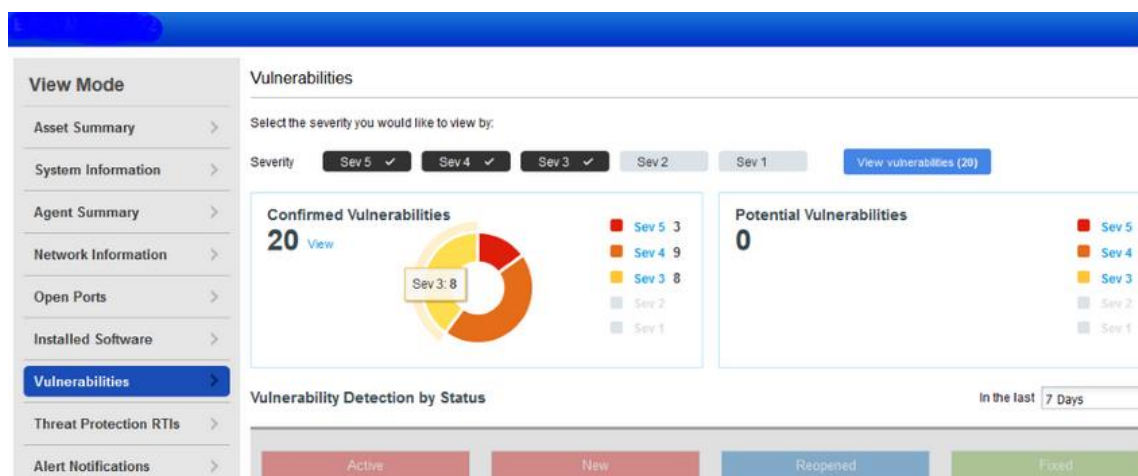 View Mode
Asset Summary
System Information
Agent Summary
Network Information
Open Ports
Installed Software
Vulnerabilities
Threat Protection RTIs
Alert Notifications
Vulnerabilities
Select the severity you would like to view by:
Severity Sev 5 Sev 4 Sev 3 Sev 2 Sev 1 View vulnerabilities (20)
Confirmed Vulnerabilities
20 View
Sev 3: 8
Sev 5 3
Sev 4 9
Sev 3 8
Sev 2
Sev 1
Potential Vulnerabilities
0
Sev 5
Sev 4
Sev 3
Sev 2
Sev 1
Vulnerability Detection by Status
In the last 7 Days
Active New Reopened Fixed